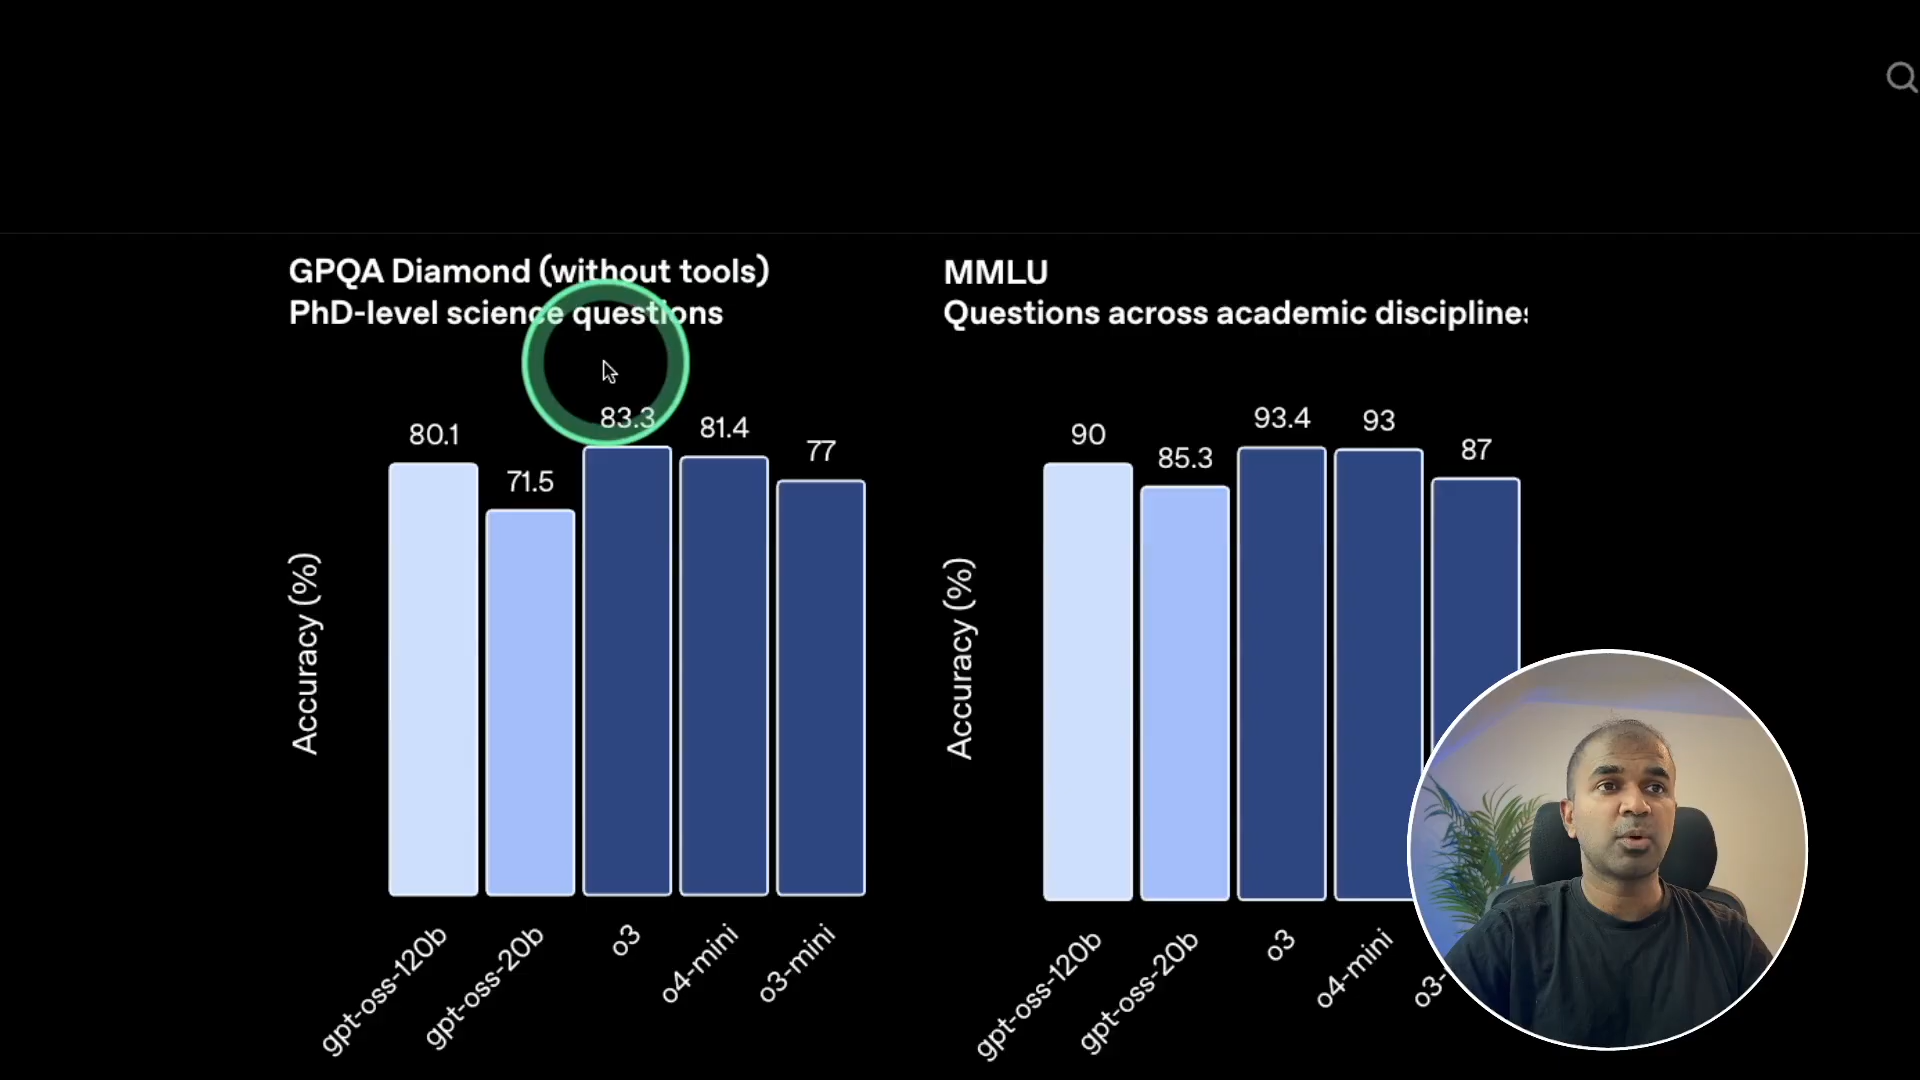 GPQA Diamond (without tools)
PhD-level science questions
83.3
81.4
80.1
77
71.5
Accuracy (%)
gpt-oss-120b
gpt-oss-20b
o3
o4-mini
o3-mini
MMLU
Questions across academic disciplines
93.4
93
90
87
85.3
Accuracy (%)
gpt-oss-120b
gpt-oss-20b
o3
o4-mini
o3-